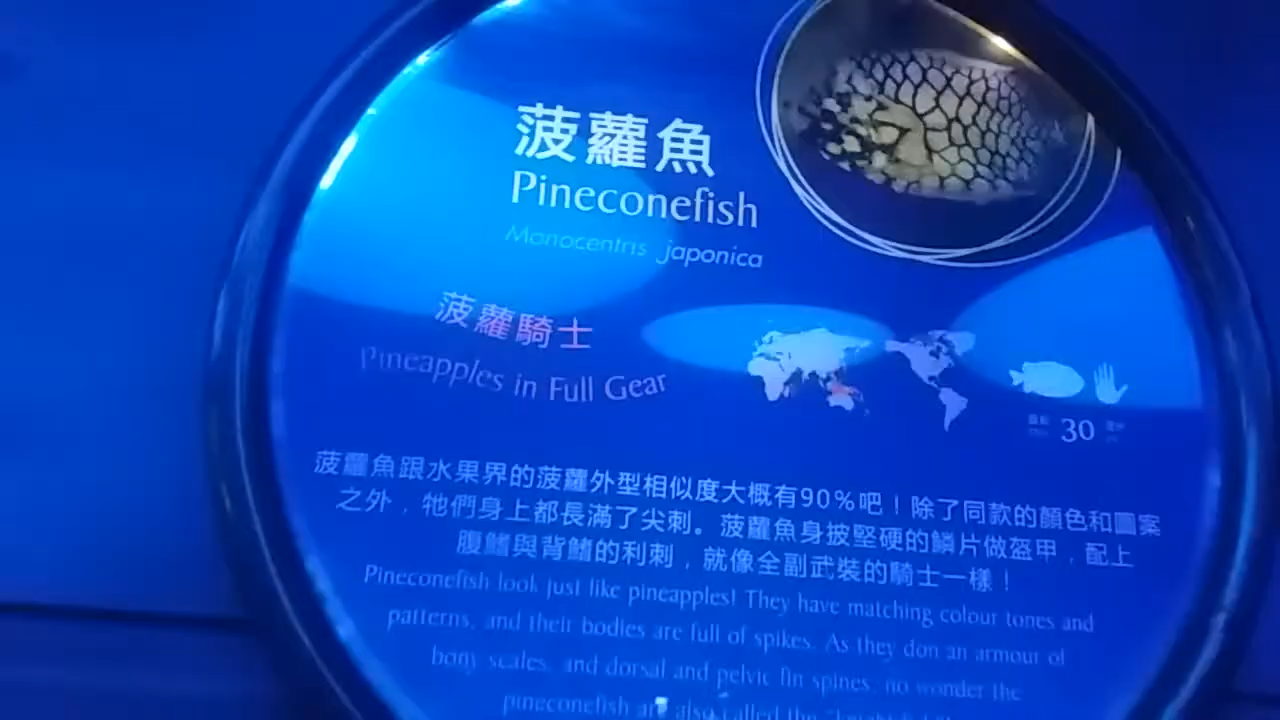 菠蘿魚
Pineconefish
Monocentris japonica
菠蘿騎士
Pineapples in Full Gear
30
菠蘿魚跟水果界的菠蘿外型相似度大概有90%吧！除了同款的顏色和圖案
之外，牠們身上都長滿了尖刺。菠蘿魚身披堅硬的鱗片做盔甲，配上
腹鰭與背鰭的利刺，就像全副武裝的騎士一樣！
Pineconefish look just like pineapples! They have matching colour tones and
patterns, and their bodies are full of spikes. As they don an armour of
bony scales, and dorsal and pelvic fin spines, no wonder the
pineconefish are also called the